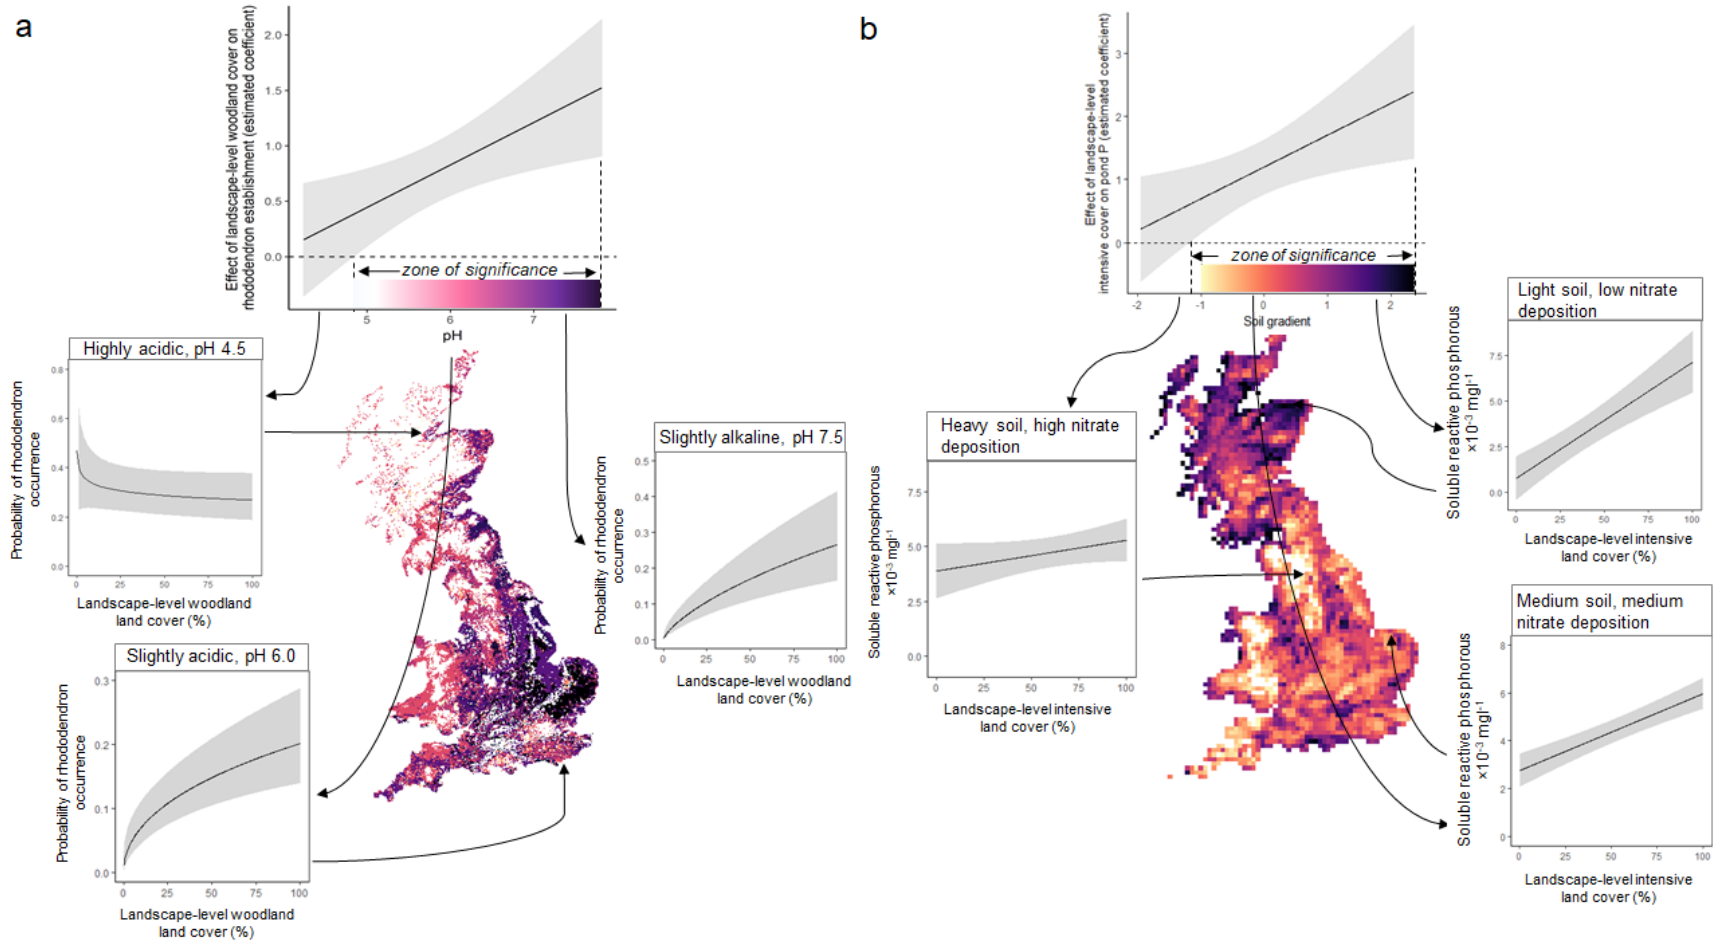 a
Effect of landscape-level woodland cover on
rhododendron establishment (estimated coefficient)
2.0
1.5
1.0
0.5
0.0
zone of significance
5
6
7
pH
Highly acidic, pH 4.5
Probability of rhododendron
occurrence
0.8
0.6
0.4
0.2
0.0
0
25
50
75
100
Landscape-level woodland
land cover (%)
Slightly alkaline, pH 7.5
Probability of rhododendron
occurrence
0.5
0.4
0.3
0.2
0.1
0.0
0
25
50
75
100
Landscape-level woodland
land cover (%)
Slightly acidic, pH 6.0
Probability of rhododendron
occurrence
0.3
0.2
0.1
0.0
0
25
50
75
100
Landscape-level woodland
land cover (%)
b
Effect of landscape-level
intensive cover on pond P (estimated coefficient)
3
2
1
0
zone of significance
-2
-1
0
1
2
Soil gradient
Light soil, low nitrate
deposition
Soluble reactive phosphorous
×10⁻³ mgl⁻¹
7.5
5.0
2.5
0.0
0
25
50
75
100
Landscape-level intensive
land cover (%)
Heavy soil, high nitrate
deposition
Soluble reactive phosphorous
×10⁻³ mgl⁻¹
7.5
5.0
2.5
0.0
0
25
50
75
100
Landscape-level intensive
land cover (%)
Medium soil, medium
nitrate deposition
Soluble reactive phosphorous
×10⁻³ mgl⁻¹
8
6
4
2
0
0
25
50
75
100
Landscape-level intensive
land cover (%)